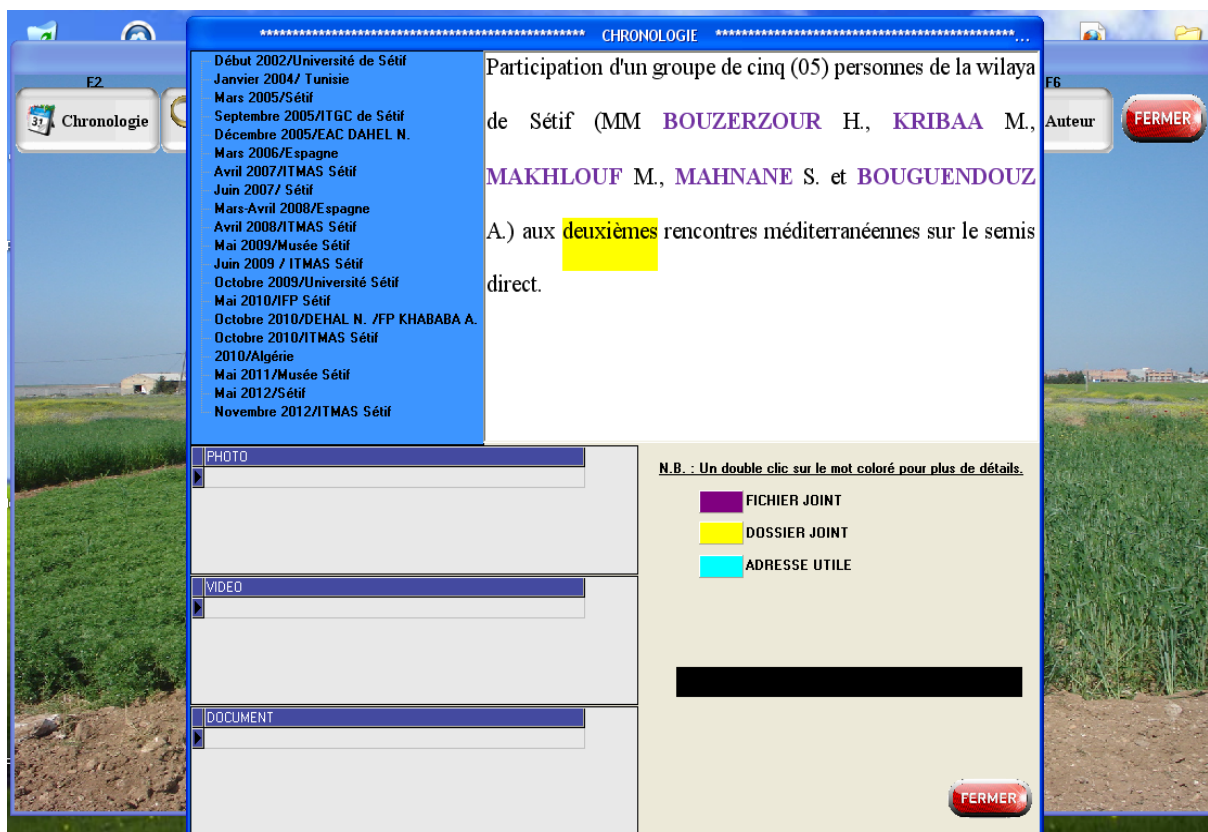 ************************************************** CHRONOLOGIE **********************************************...
F2
Chronologie
F6
Auteur
FERMER
Début 2002/Université de Sétif
Janvier 2004/ Tunisie
Mars 2005/Sétif
Septembre 2005/ITGC de Sétif
Décembre 2005/EAC DAHEL N.
Mars 2006/Espagne
Avril 2007/ITMAS Sétif
Juin 2007/ Sétif
Mars-Avril 2008/Espagne
Avril 2008/ITMAS Sétif
Mai 2009/Musée Sétif
Juin 2009 / ITMAS Sétif
Octobre 2009/Université Sétif
Mai 2010/IFP Sétif
Octobre 2010/DEHAL N. /FP KHABABA A.
Octobre 2010/ITMAS Sétif
2010/Algérie
Mai 2011/Musée Sétif
Mai 2012/Sétif
Novembre 2012/ITMAS Sétif
Participation d'un groupe de cinq (05) personnes de la wilaya
de Sétif (MM BOUZERZOUR H., KRIBAA M.,
MAKHLOUF M., MAHNANE S. et BOUGUENDOUZ
A.) aux deuxièmes rencontres méditerranéennes sur le semis
direct.
PHOTO
VIDEO
DOCUMENT
N.B. : Un double clic sur le mot coloré pour plus de détails.
FICHIER JOINT
DOSSIER JOINT
ADRESSE UTILE
FERMER